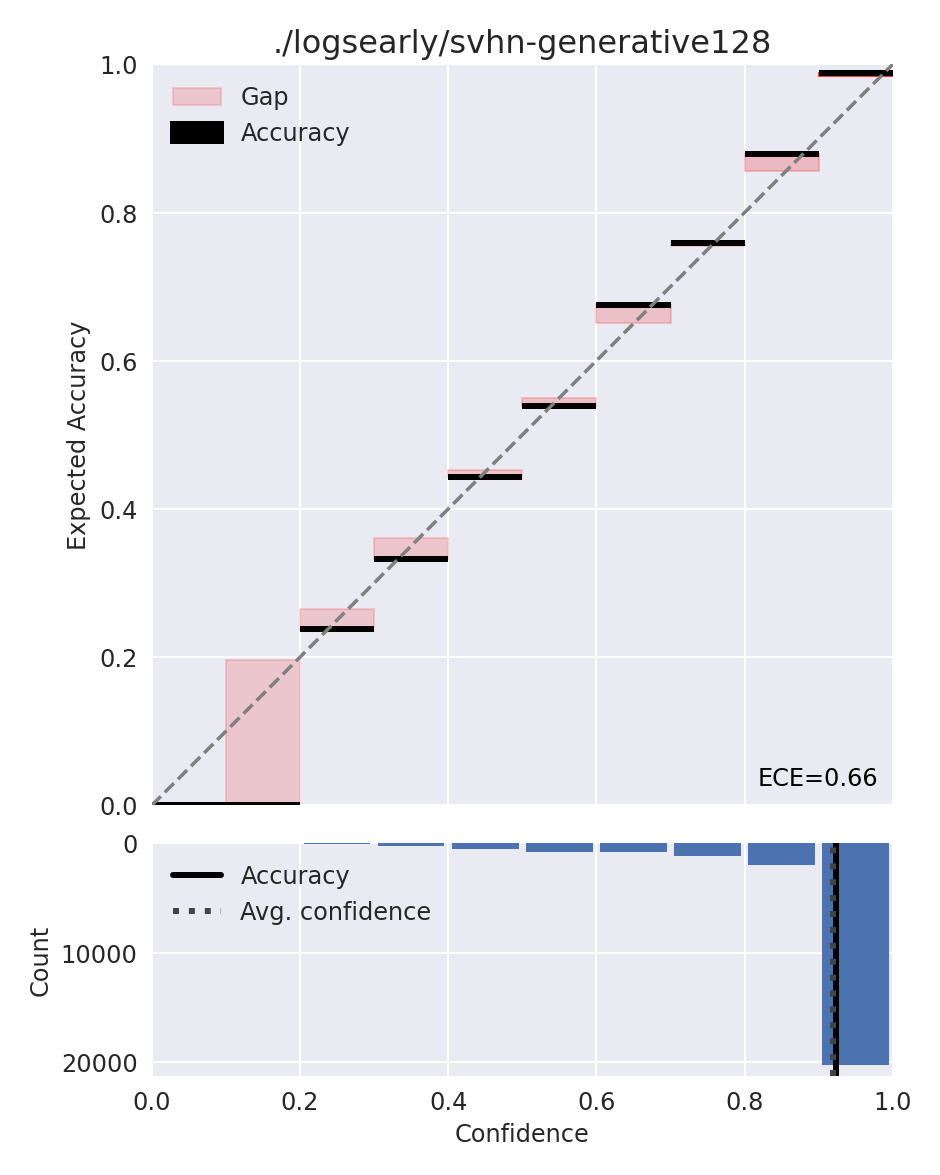 ./logsearly/svhn-generative128
1.0
Gap
Accuracy
0.8
0.6
Expected Accuracy
0.4
0.2
ECE=0.66
0.0
0
Accuracy
Avg. confidence
10000
Count
20000
0.0 0.2 0.4 0.6 0.8 1.0
Confidence